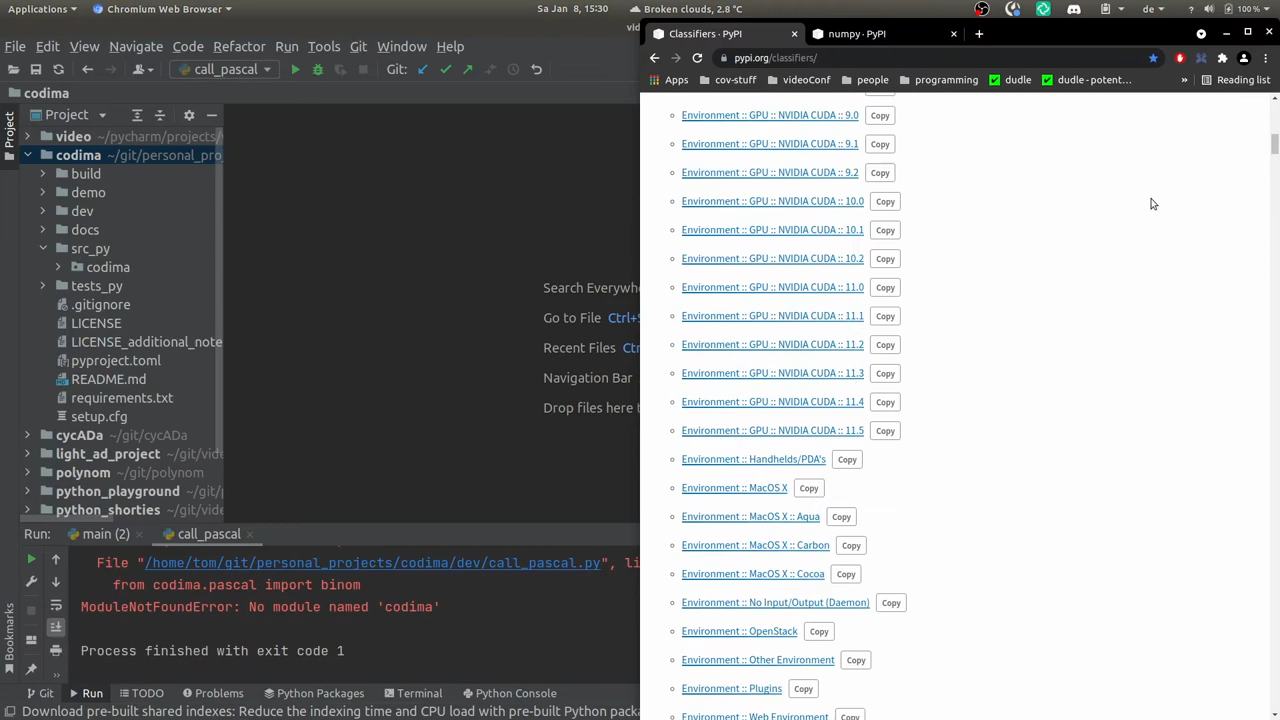 Activities
Chromium Web Browser
Sa Jan 8, 15:30
Broken clouds, 2.8 °C
de
100 %
File Edit View Navigate Code Refactor Run Tools Git Window Help
call_pascal
Git:
codima
Project
video ~/pycharm/projects/
codima ~/git/personal_pro
build
demo
dev
docs
src_py
codima
tests_py
.gitignore
LICENSE
LICENSE_additional_note
pyproject.toml
README.md
requirements.txt
setup.cfg
cycADa ~/git/cycADa
light_ad_project ~/git/vide
polynom ~/git/polynom
python_playground ~/git/p
python_shorties ~/git/vide
Search Everywhe
Go to File Ctrl+S
Recent Files Ctr
Navigation Bar
Drop files here t
Project
Bookmarks
Run: main (2) call_pascal
File "/home/tom/git/personal_projects/codima/dev/call_pascal.py", li
from codima.pascal import binom
ModuleNotFoundError: No module named 'codima'
Process finished with exit code 1
Git Run TODO Problems Python Packages Terminal Python Console
Download pre-built shared indexes: Reduce the indexing time and CPU load with pre-built Python packa
Classifiers · PyPI
numpy · PyPI
pypi.org/classifiers/
Apps cov-stuff videoConf people programming dudle dudle-potent… » Reading list
Environment :: GPU :: NVIDIA CUDA :: 9.0 Copy
Environment :: GPU :: NVIDIA CUDA :: 9.1 Copy
Environment :: GPU :: NVIDIA CUDA :: 9.2 Copy
Environment :: GPU :: NVIDIA CUDA :: 10.0 Copy
Environment :: GPU :: NVIDIA CUDA :: 10.1 Copy
Environment :: GPU :: NVIDIA CUDA :: 10.2 Copy
Environment :: GPU :: NVIDIA CUDA :: 11.0 Copy
Environment :: GPU :: NVIDIA CUDA :: 11.1 Copy
Environment :: GPU :: NVIDIA CUDA :: 11.2 Copy
Environment :: GPU :: NVIDIA CUDA :: 11.3 Copy
Environment :: GPU :: NVIDIA CUDA :: 11.4 Copy
Environment :: GPU :: NVIDIA CUDA :: 11.5 Copy
Environment :: Handhelds/PDA's Copy
Environment :: MacOS X Copy
Environment :: MacOS X :: Aqua Copy
Environment :: MacOS X :: Carbon Copy
Environment :: MacOS X :: Cocoa Copy
Environment :: No Input/Output (Daemon) Copy
Environment :: OpenStack Copy
Environment :: Other Environment Copy
Environment :: Plugins Copy
Environment :: Web Environment Copy